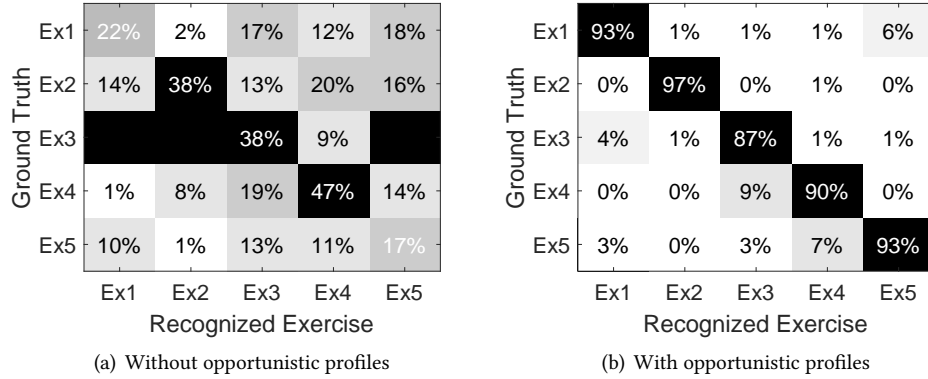 Ground Truth
Ex1 22% 2% 17% 12% 18%
Ex2 14% 38% 13% 20% 16%
Ex3 38% 9%
Ex4 1% 8% 19% 47% 14%
Ex5 10% 1% 13% 11% 17%
Ex1 Ex2 Ex3 Ex4 Ex5
Recognized Exercise
(a) Without opportunistic profiles
Ground Truth
Ex1 93% 1% 1% 1% 6%
Ex2 0% 97% 0% 1% 0%
Ex3 4% 1% 87% 1% 1%
Ex4 0% 0% 9% 90% 0%
Ex5 3% 0% 3% 7% 93%
Ex1 Ex2 Ex3 Ex4 Ex5
Recognized Exercise
(b) With opportunistic profiles